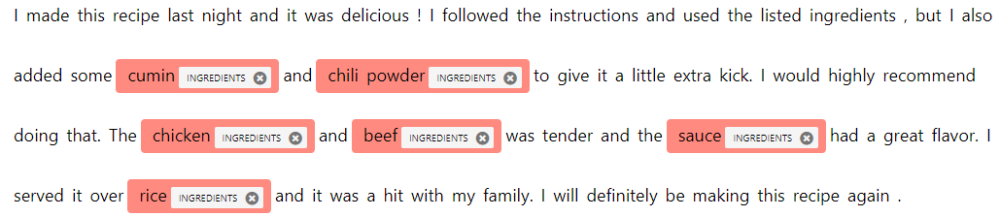 I made this recipe last night and it was delicious ! I followed the instructions and used the listed ingredients , but I also
added some cumin INGREDIENTS and chili powder INGREDIENTS to give it a little extra kick. I would highly recommend
doing that. The chicken INGREDIENTS and beef INGREDIENTS was tender and the sauce INGREDIENTS had a great flavor. I
served it over rice INGREDIENTS and it was a hit with my family. I will definitely be making this recipe again .